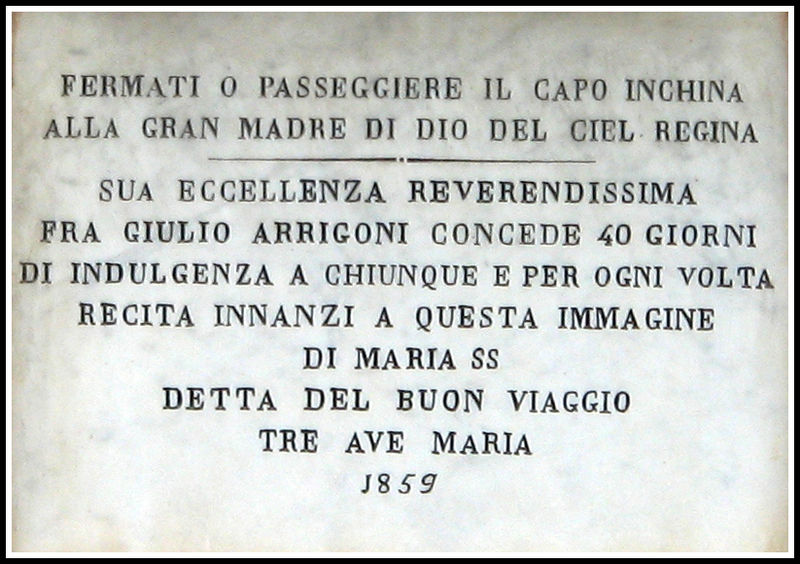 FERMATI O PASSEGGIERE IL CAPO INCHINA
ALLA GRAN MADRE DI DIO DEL CIEL REGINA
SUA ECCELLENZA REVERENDISSIMA
FRA GIULIO ARRIGONI CONCEDE 40 GIORNI
DI INDULGENZA A CHIUNQUE E PER OGNI VOLTA
RECITA INNANZI A QUESTA IMMAGINE
DI MARIA SS
DETTA DEL BUON VIAGGIO
TRE AVE MARIA
1859